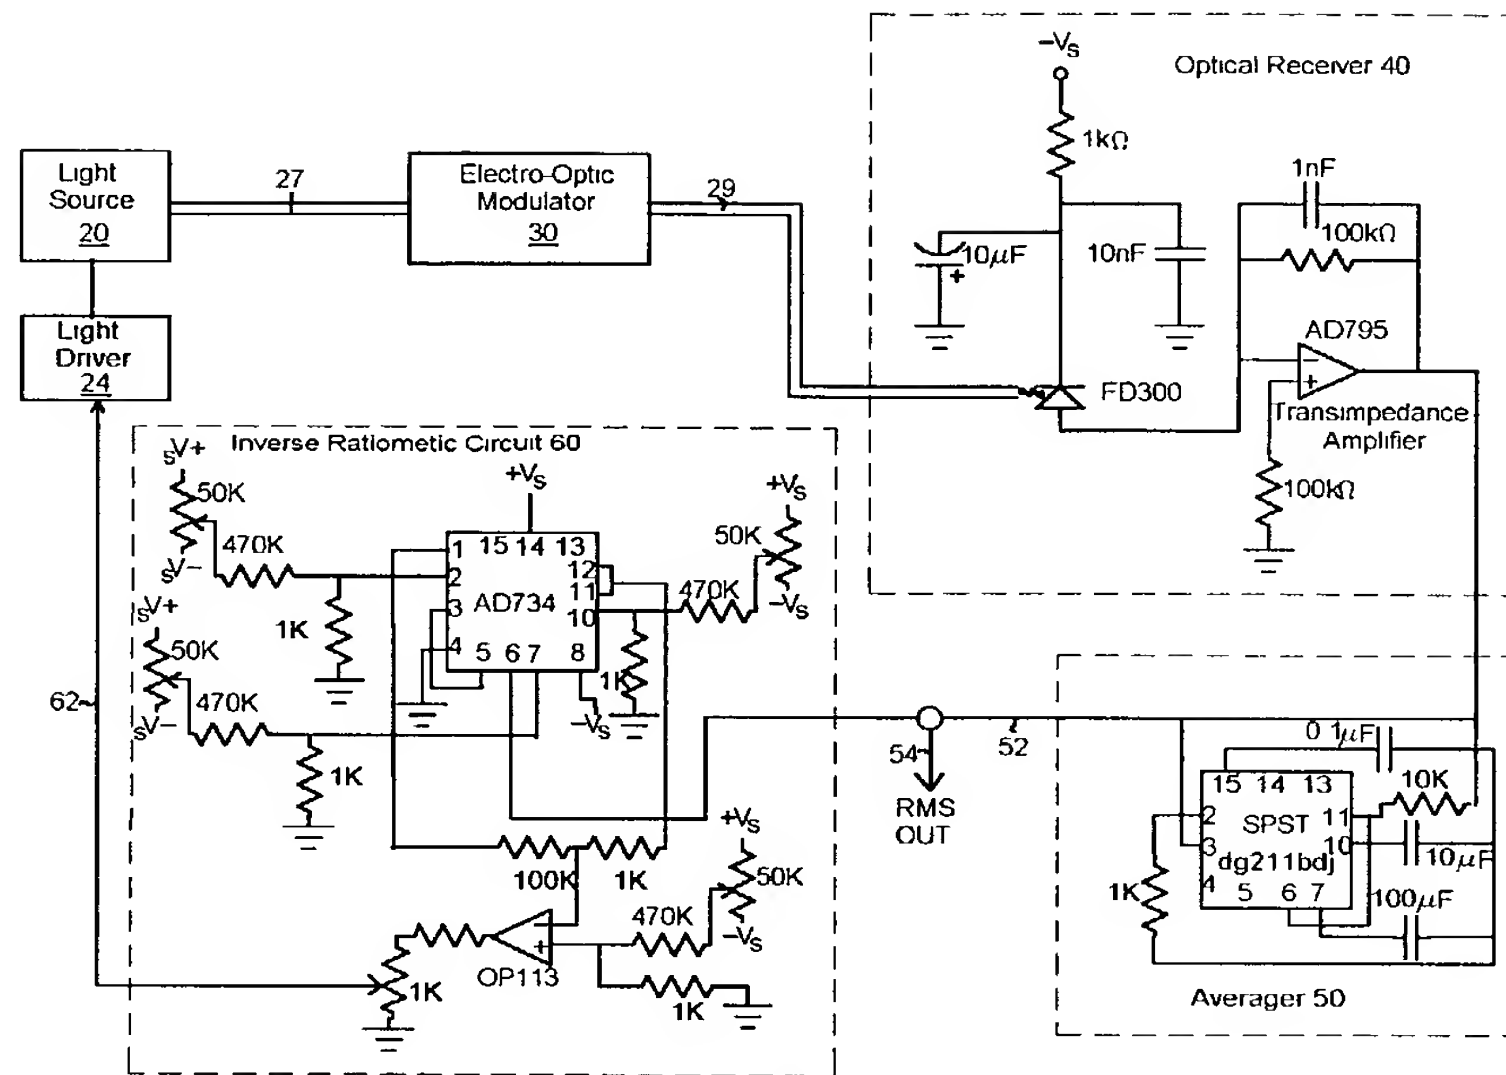 −Vs
Optical Receiver 40
1kΩ
Light
Source
20
27
Electro-Optic
Modulator
30
29
1nF
100kΩ
10µF
+
10nF
Light
Driver
24
AD795
−
+
FD300
Transimpedance
Amplifier
100kΩ
Inverse Ratiometic Circuit 60
sV+
50K
sV−
470K
+Vs
+Vs
50K
−Vs
470K
1 15 14 13
2 12
11
3 AD734
10
4 5 6 7 8
1K
1K
−Vs
sV+
50K
sV−
470K
1K
62
54
52
RMS
OUT
0.1µF
15 14 13
10K
2 11
SPST
3 10
dg211bdj
4 5 6 7
10µF
100µF
1K
Averager 50
100K
1K
+Vs
50K
−Vs
470K
−
+
OP113
1K
1K